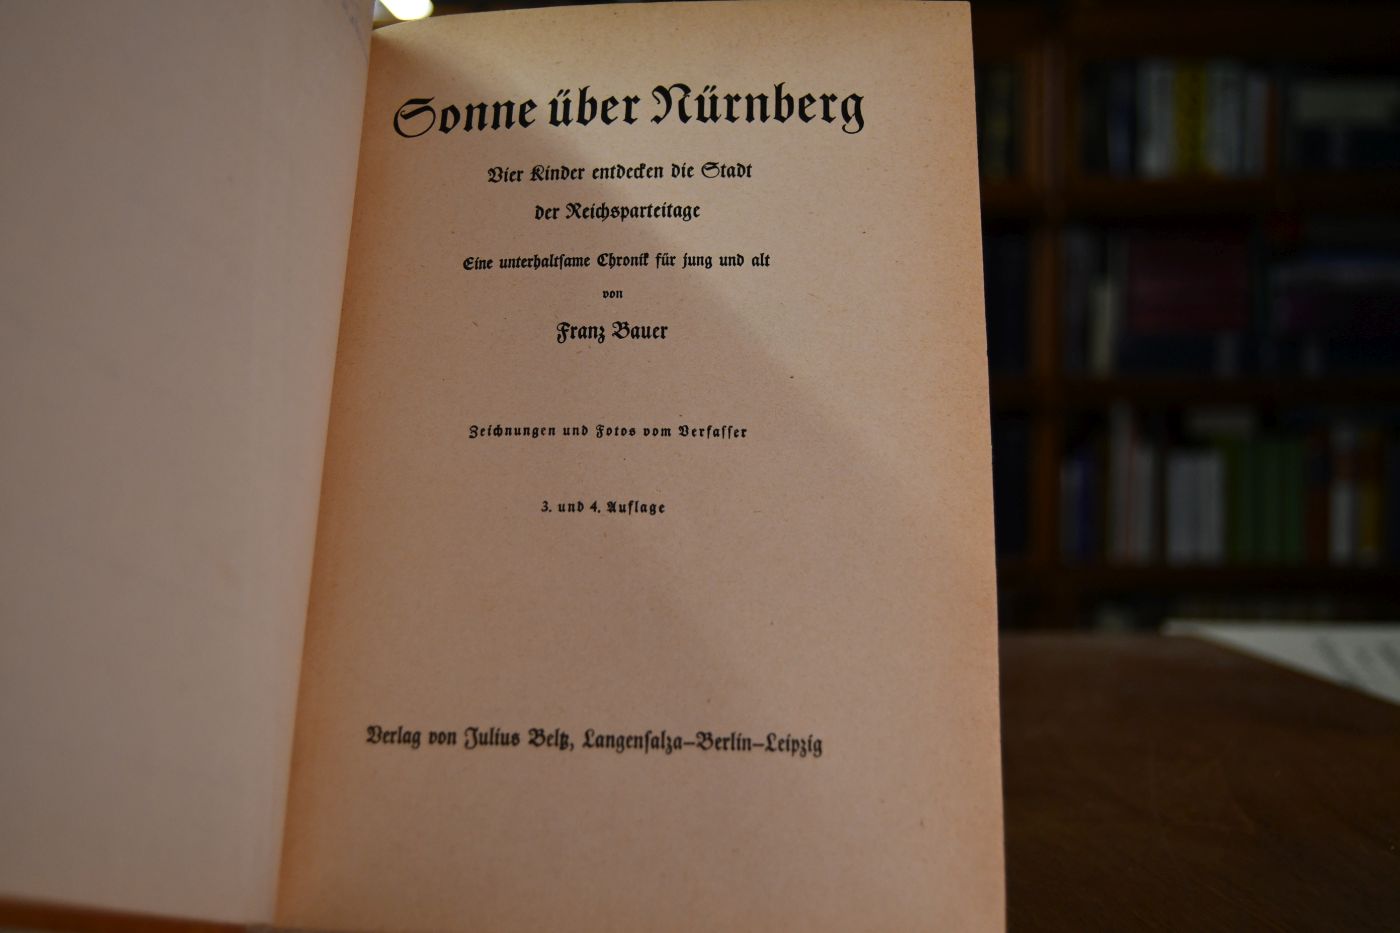 Sonne über Nürnberg
Vier Kinder entdecken die Stadt
der Reichsparteitage
Eine unterhaltsame Chronik für jung und alt
von
Franz Bauer
Zeichnungen und Fotos vom Verfasser
3. und 4. Auflage
Verlag von Julius Beltz, Langensalza–Berlin–Leipzig